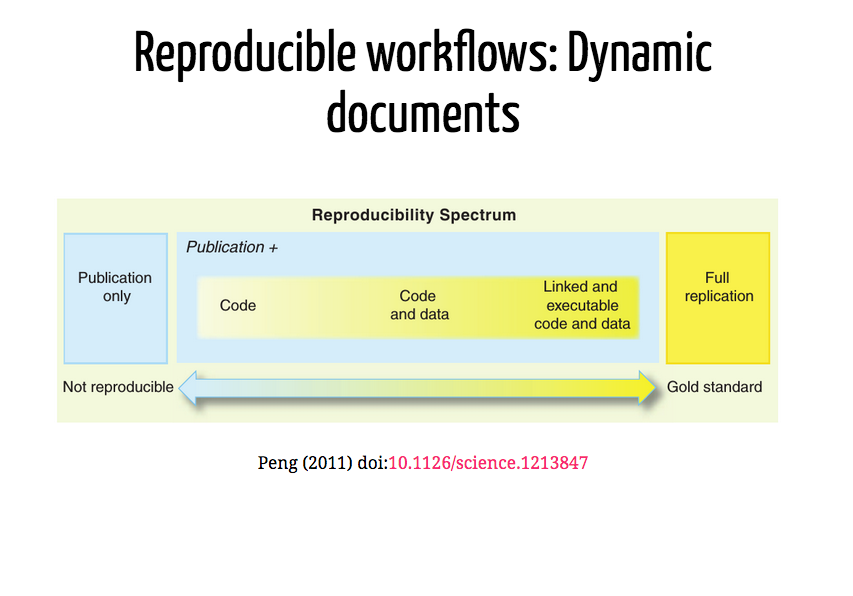 Reproducible workflows: Dynamic
documents
Reproducibility Spectrum
Publication
only
Publication +
Code
Code
and data
Linked and
executable
code and data
Full
replication
Not reproducible
Gold standard
Peng (2011) doi:10.1126/science.1213847